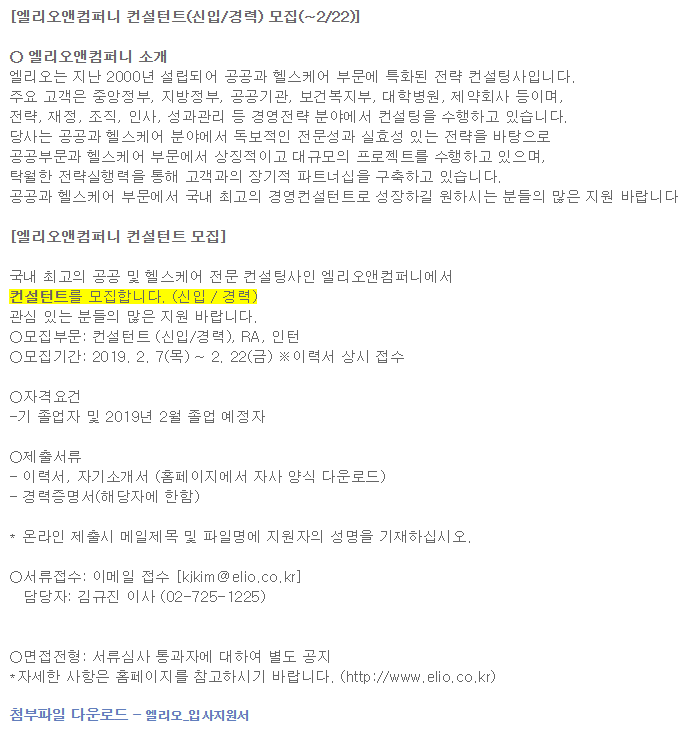 [엘리오앤컴퍼니 컨설턴트(신입/경력) 모집(~2/22)]
○ 엘리오앤컴퍼니 소개
엘리오는 지난 2000년 설립되어 공공과 헬스케어 부문에 특화된 전략 컨설팅사입니다.
주요 고객은 중앙정부, 지방정부, 공공기관, 보건복지부, 대학병원, 제약회사 등이며,
전략, 재정, 조직, 인사, 성과관리 등 경영전략 분야에서 컨설팅을 수행하고 있습니다.
당사는 공공과 헬스케어 분야에서 독보적인 전문성과 실효성 있는 전략을 바탕으로
공공부문과 헬스케어 부문에서 상징적이고 대규모의 프로젝트를 수행하고 있으며,
탁월한 전략실행력을 통해 고객과의 장기적 파트너십을 구축하고 있습니다.
공공과 헬스케어 부문에서 국내 최고의 경영컨설턴트로 성장하길 원하시는 분들의 많은 지원 바랍니다
[엘리오앤컴퍼니 컨설턴트 모집]
국내 최고의 공공 및 헬스케어 전문 컨설팅사인 엘리오앤컴퍼니에서
컨설턴트를 모집합니다. (신입 / 경력)
관심 있는 분들의 많은 지원 바랍니다.
○모집부문: 컨설턴트 (신입/경력), RA, 인턴
○모집기간: 2019. 2. 7(목) ~ 2. 22(금) ※이력서 상시 접수
○자격요건
-기 졸업자 및 2019년 2월 졸업 예정자
○제출서류
- 이력서, 자기소개서 (홈페이지에서 자사 양식 다운로드)
- 경력증명서(해당자에 한함)
* 온라인 제출시 메일제목 및 파일명에 지원자의 성명을 기재하십시오.
○서류접수: 이메일 접수 [kjkim@elio.co.kr]
담당자: 김규진 이사 (02-725-1225)
○면접전형: 서류심사 통과자에 대하여 별도 공지
*자세한 사항은 홈페이지를 참고하시기 바랍니다. (http://www.elio.co.kr)
첨부파일 다운로드 - 엘리오_입사지원서